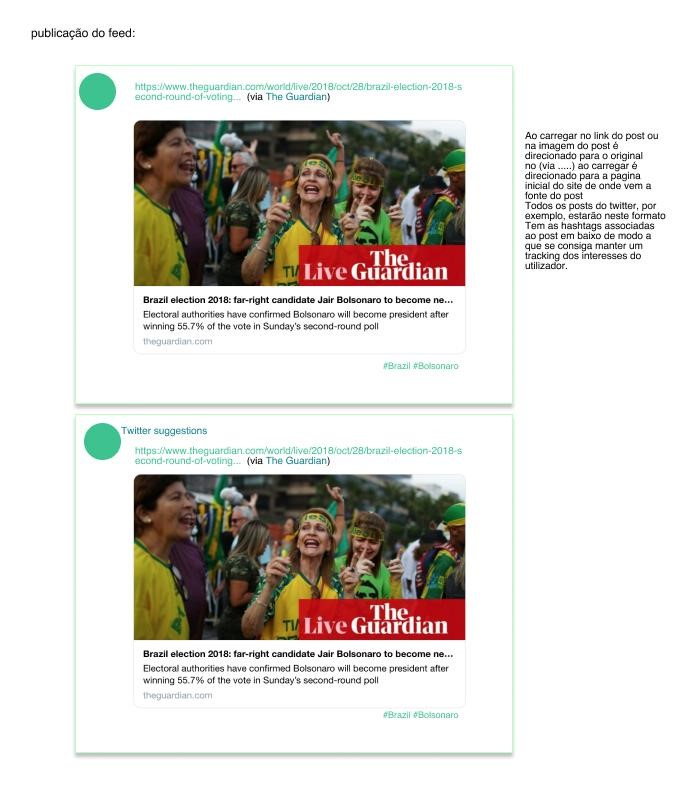 publicação do feed:
https://www.theguardian.com/world/live/2018/oct/28/brazil-election-2018-s
econd-round-of-voting... (via The Guardian)
The
Live Guardian
Brazil election 2018: far-right candidate Jair Bolsonaro to become ne...
Electoral authorities have confirmed Bolsonaro will become president after
winning 55.7% of the vote in Sunday's second-round poll
theguardian.com
#Brazil #Bolsonaro
Ao carregar no link do post ou
na imagem do post é
direcionado para o original
no (via .....) ao carregar é
direcionado para a pagina
inicial do site de onde vem a
fonte do post
Todos os posts do twitter, por
exemplo, estarão neste formato
Tem as hashtags associadas
ao post em baixo de modo a
que se consiga manter um
tracking dos interesses do
utilizador.
Twitter suggestions
https://www.theguardian.com/world/live/2018/oct/28/brazil-election-2018-s
econd-round-of-voting... (via The Guardian)
The
Live Guardian
Brazil election 2018: far-right candidate Jair Bolsonaro to become ne...
Electoral authorities have confirmed Bolsonaro will become president after
winning 55.7% of the vote in Sunday's second-round poll
theguardian.com
#Brazil #Bolsonaro